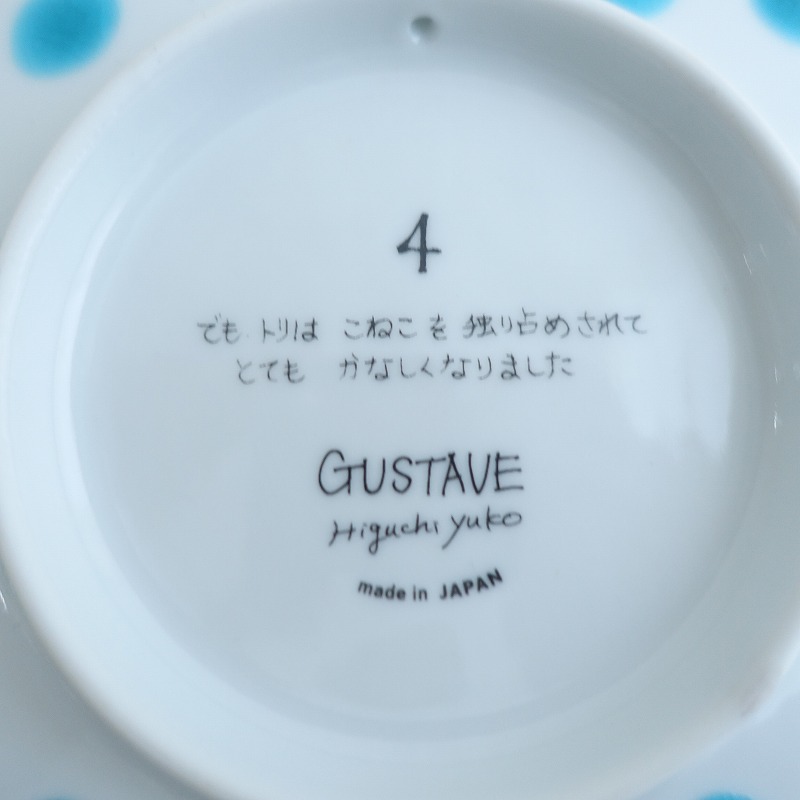 4
でも トリは こねこ を 独り占めされて
とても かなしくなりました
GUSTAVE
Higuchi yuko
made in JAPAN